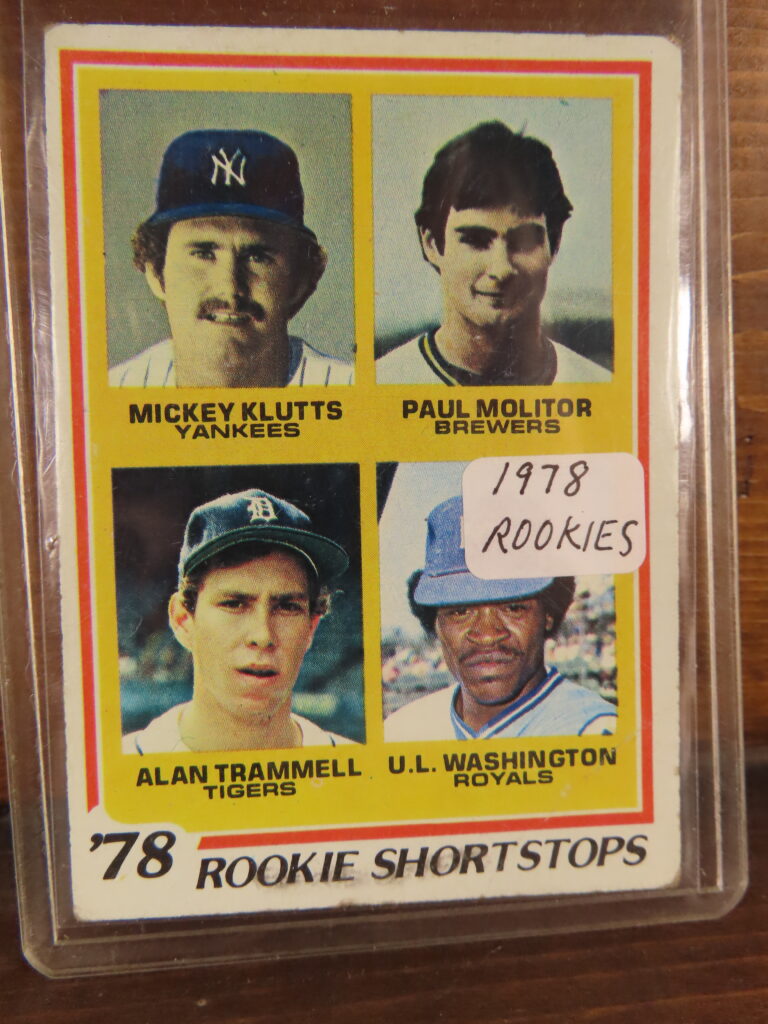 NY
MICKEY KLUTTS
YANKEES
PAUL MOLITOR
BREWERS
1978
ROOKIES
D
ALAN TRAMMELL
TIGERS
U.L. WASHINGTON
ROYALS
'78 ROOKIE SHORTSTOPS